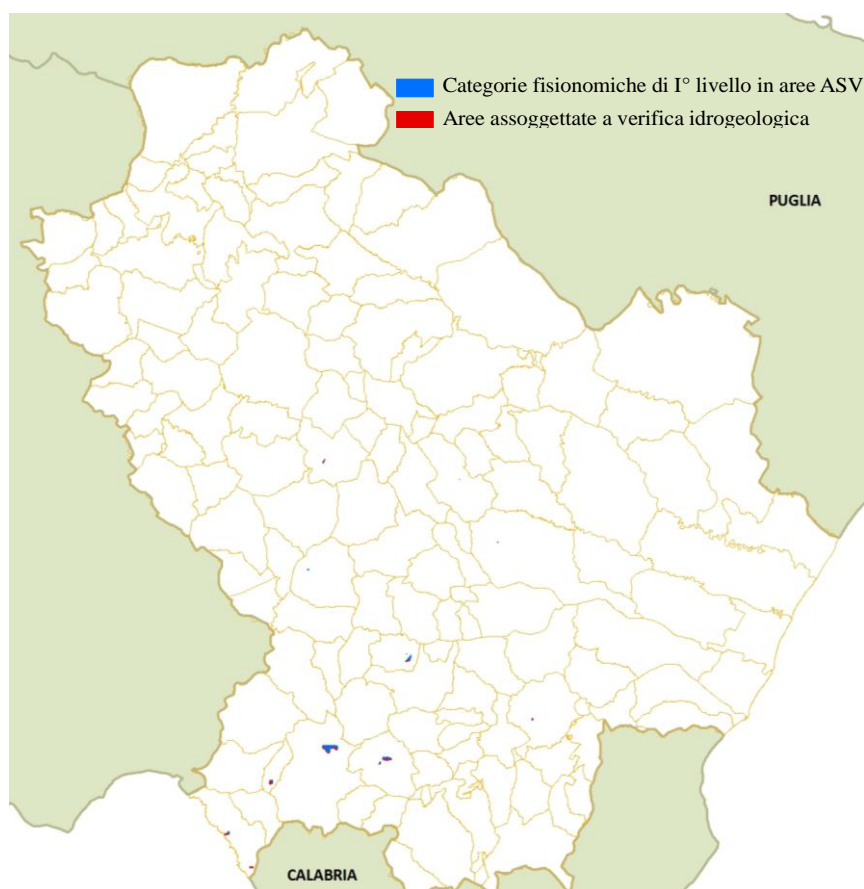 Categorie fisionomiche di I° livello in aree ASV
Aree assoggettate a verifica idrogeologica
PUGLIA
CALABRIA